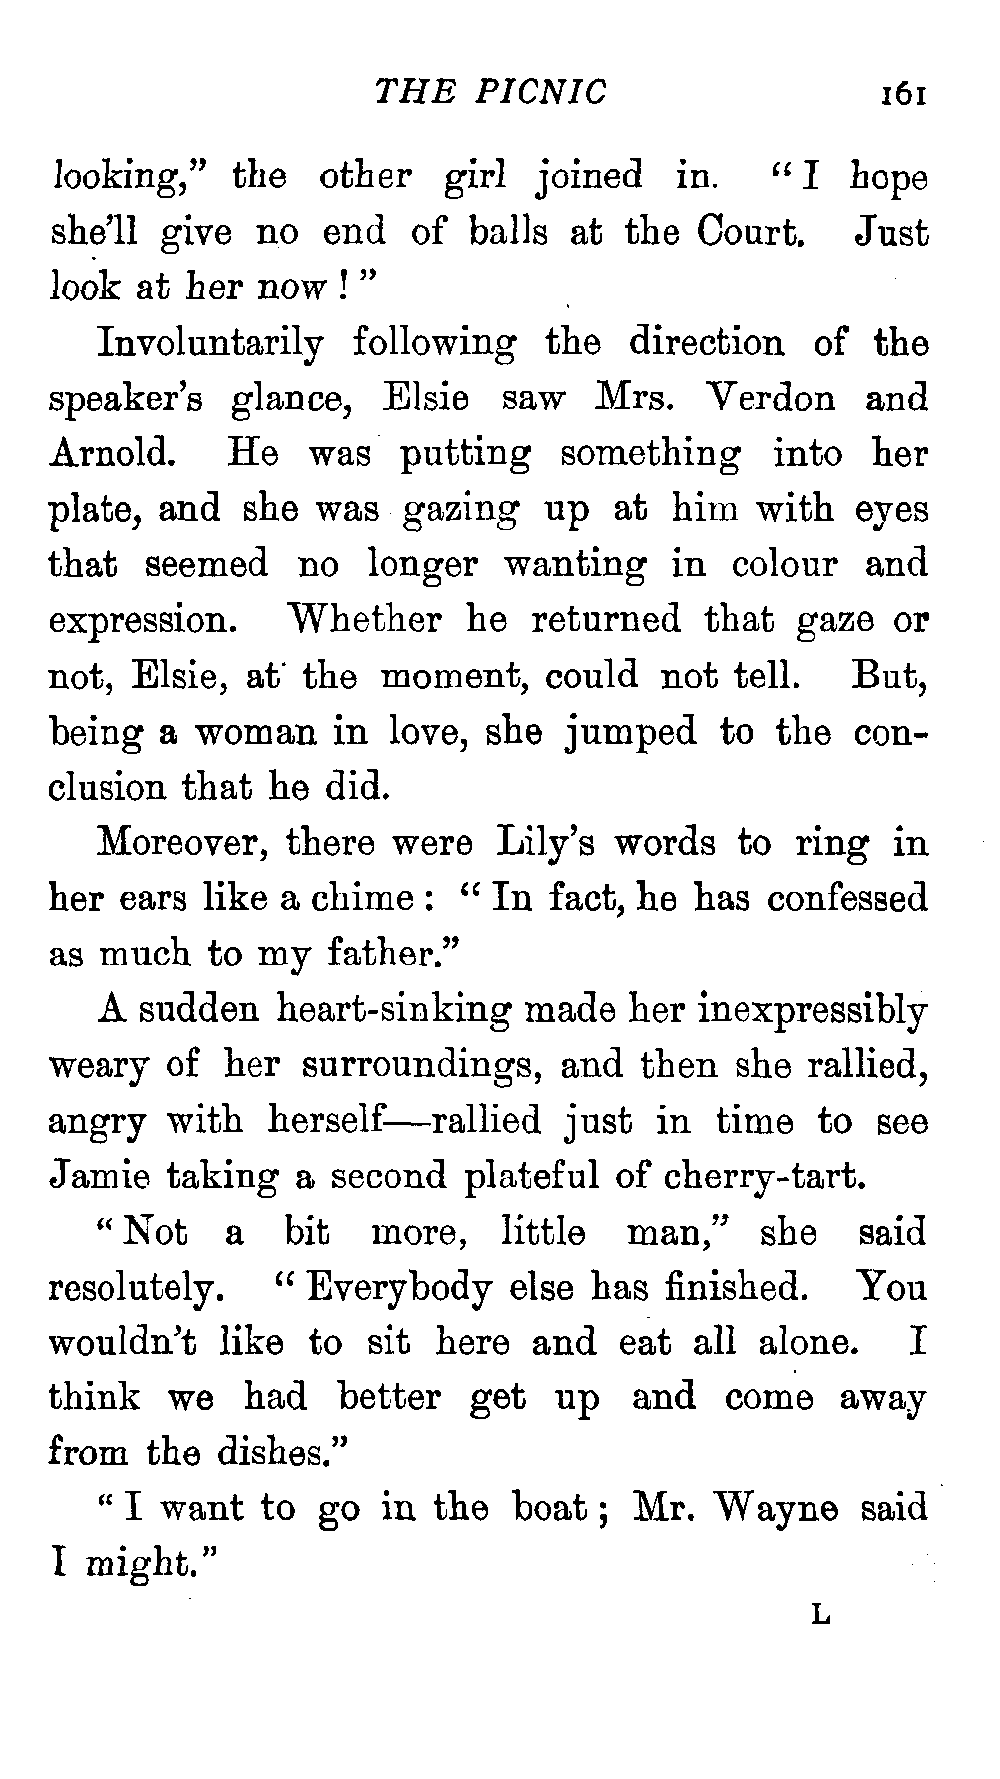 THE PICNIC 161
looking,” the other girl joined in. “ I hope
she’ll give no end of balls at the Court. Just
look at her now ! ”
Involuntarily following the direction of the
speaker’s glance, Elsie saw Mrs. Verdon and
Arnold. He was putting something into her
plate, and she was gazing up at him with eyes
that seemed no longer wanting in colour and
expression. Whether he returned that gaze or
not, Elsie, at the moment, could not tell. But,
being a woman in love, she jumped to the con-
clusion that he did.
Moreover, there were Lily’s words to ring in
her ears like a chime : “ In fact, he has confessed
as much to my father.”
A sudden heart-sinking made her inexpressibly
weary of her surroundings, and then she rallied,
angry with herself—rallied just in time to see
Jamie taking a second plateful of cherry-tart.
“ Not a bit more, little man,” she said
resolutely. “ Everybody else has finished. You
wouldn’t like to sit here and eat all alone. I
think we had better get up and come away
from the dishes.”
“ I want to go in the boat ; Mr. Wayne said
I might.”
L